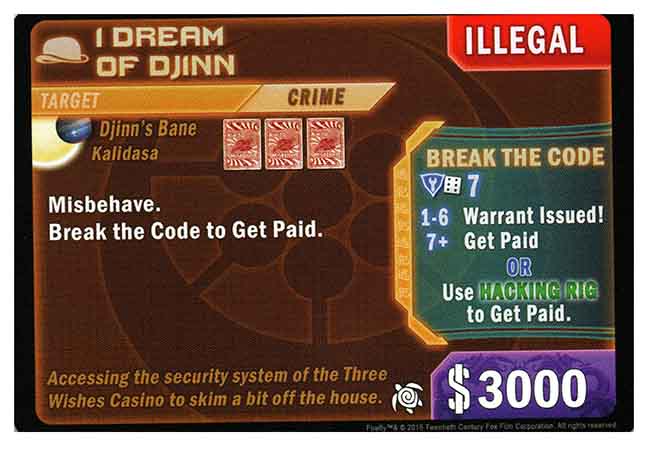 I DREAM
OF DJINN
ILLEGAL
TARGET
CRIME
Djinn's Bane
Kalidasa
Misbehave.
Break the Code to Get Paid.
BREAK THE CODE
7
1-6 Warrant Issued!
7+ Get Paid
OR
Use HACKING RIG
to Get Paid.
Accessing the security system of the Three
Wishes Casino to skim a bit off the house.
$3000
Firefly™& © 2015 Twentieth Century Fox Film Corporation. All rights reserved